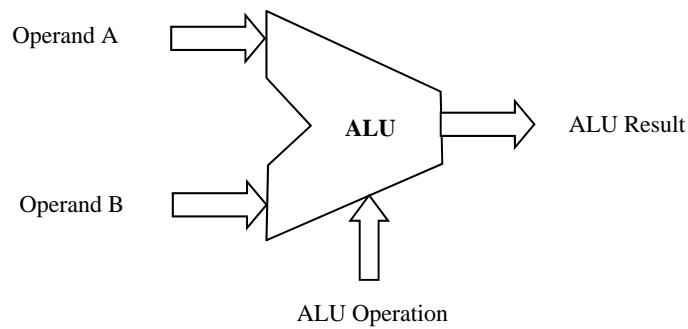 Operand A
ALU
ALU Result
Operand B
ALU Operation